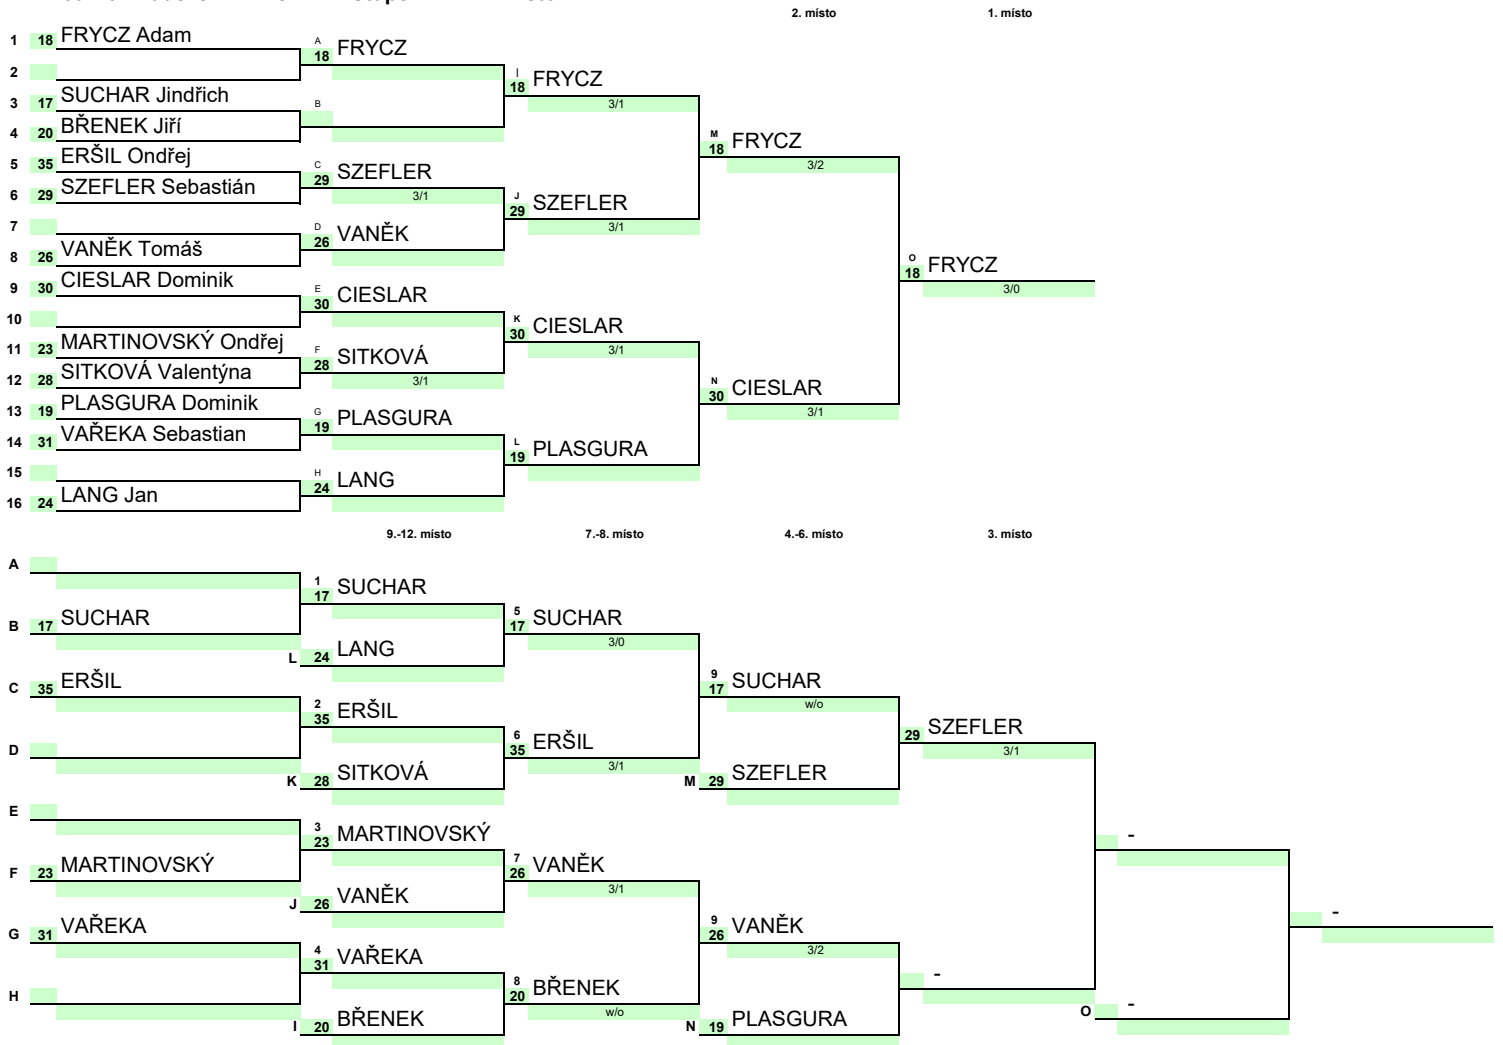 2. místo 1. místo
1 18 FRYCZ Adam
A
18 FRYCZ
2
I
18 FRYCZ
3/1
3 17 SUCHAR Jindřich
B
4 20 BŘENEK Jiří
M
18 FRYCZ
3/2
5 35 ERŠIL Ondřej
C
29 SZEFLER
3/1
6 29 SZEFLER Sebastián
J
29 SZEFLER
3/1
7
D
26 VANĚK
8 26 VANĚK Tomáš
O
18 FRYCZ
3/0
9 30 CIESLAR Dominik
E
30 CIESLAR
10
K
30 CIESLAR
3/1
11 23 MARTINOVSKÝ Ondřej
F
28 SITKOVÁ
3/1
12 28 SITKOVÁ Valentýna
N
30 CIESLAR
3/1
13 19 PLASGURA Dominik
G
19 PLASGURA
14 31 VAŘEKA Sebastian
L
19 PLASGURA
15
H
24 LANG
16 24 LANG Jan
9.-12. místo 7.-8. místo 4.-6. místo 3. místo
A
1
17 SUCHAR
B 17 SUCHAR
5
17 SUCHAR
3/0
L 24 LANG
C 35 ERŠIL
9
17 SUCHAR
w/o
2
35 ERŠIL
29 SZEFLER
3/1
D
6
35 ERŠIL
3/1
K 28 SITKOVÁ
M 29 SZEFLER
E
3
23 MARTINOVSKÝ
-
F 23 MARTINOVSKÝ
7
26 VANĚK
3/1
J 26 VANĚK
-
G 31 VAŘEKA
9
26 VANĚK
3/2
4
31 VAŘEKA
-
H
8
20 BŘENEK
w/o
O -
I 20 BŘENEK
N 19 PLASGURA